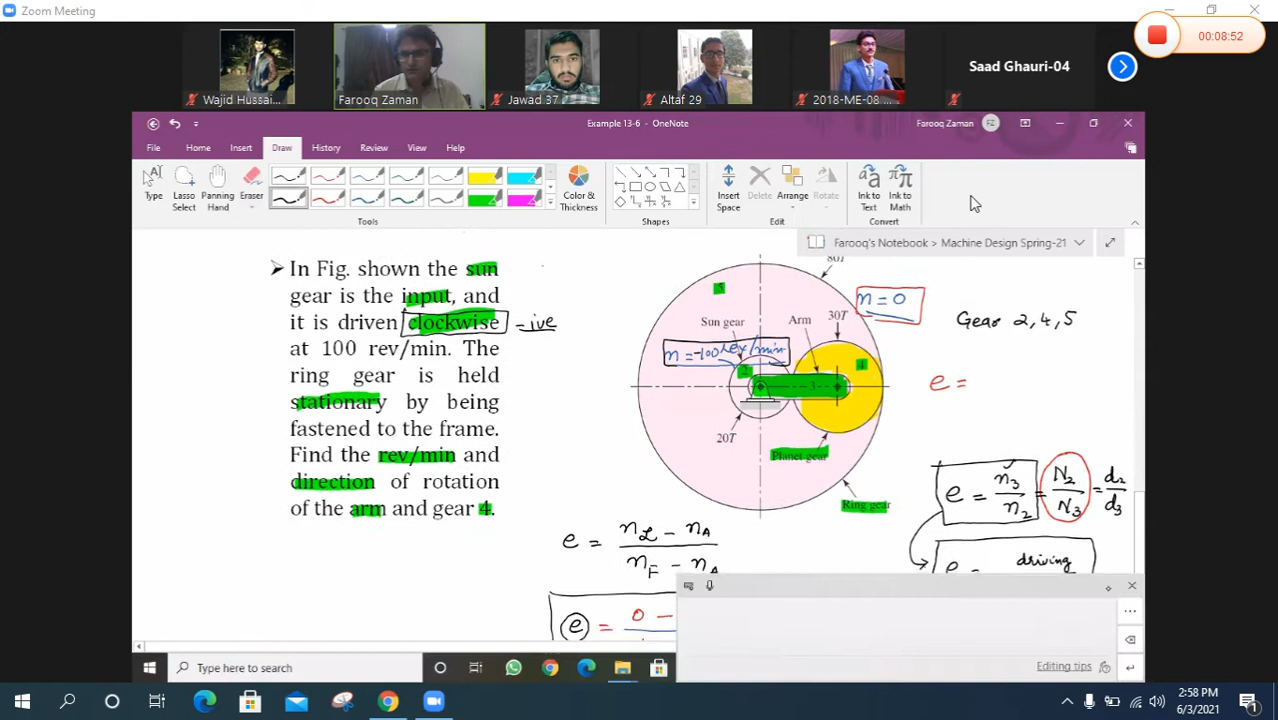 Zoom Meeting
00:08:52
Wajid Hussai...
Farooq Zaman
Jawad 37
Altaf 29
2018-ME-08
Saad Ghauri-04
Example 13-6 - OneNote
Farooq Zaman
FZ
File
Home
Insert
Draw
History
Review
View
Help
Type
Lasso Select
Panning Hand
Eraser
Color & Thickness
Insert Space
Delete
Arrange
Rotate
Ink to Text
Ink to Math
Tools
Shapes
Edit
Convert
Farooq's Notebook > Machine Design Spring-21
In Fig. shown the sun
gear is the input, and
it is driven clockwise -ive
at 100 rev/min. The
ring gear is held
stationary by being
fastened to the frame.
Find the rev/min and
direction of rotation
of the arm and gear 4.
80T
5
n = 0
Sun gear
Arm
30T
Gear 2,4,5
n = -100 rev/min
4
2
3
e =
20T
Planet gear
Ring gear
e = n3/n2 = N2/N3 = d2/d3
e = nL - nA / nF - nA
driving
e =
e = 0 -
Editing tips
Type here to search
2:58 PM
6/3/2021
1